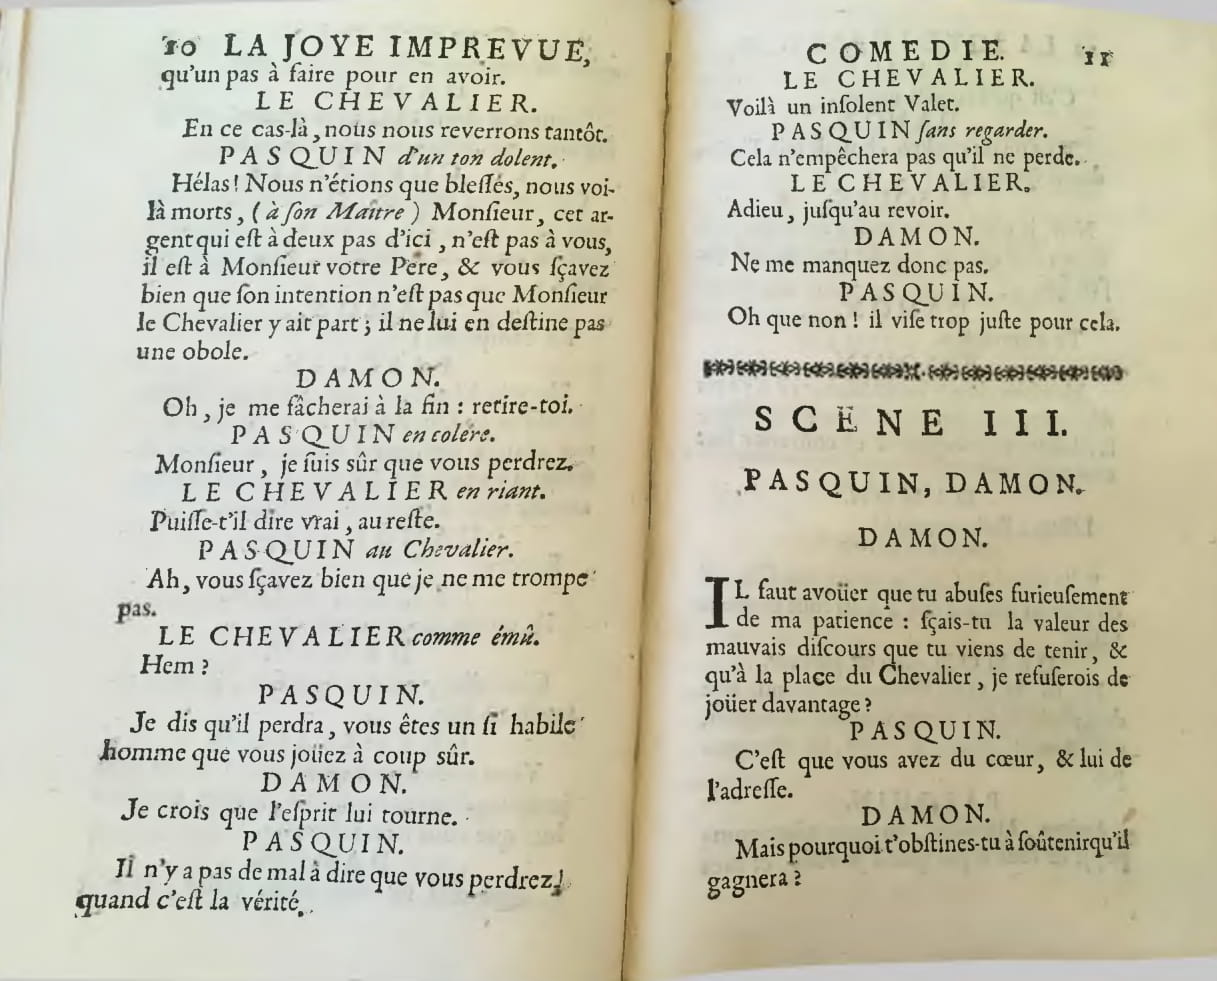 10 LA JOYE IMPREVUE,
qu'un pas à faire pour en avoir.
LE CHEVALIER.
En ce cas-là, nous nous reverrons tantôt.
PASQUIN d'un ton dolent.
Hélas! Nous n'étions que bleſſés, nous voi-
là morts, (à ſon Maître) Monſieur, cet ar-
gent qui eſt à deux pas d'ici, n'eſt pas à vous,
il eſt à Monſieur votre Pere, & vous ſçavez
bien que ſon intention n'eſt pas que Monſieur
le Chevalier y ait part; il ne lui en deſtine pas
une obole.
DAMON.
Oh, je me fâcherai à la fin : retire-toi.
PASQUIN en colére.
Monſieur, je ſuis sûr que vous perdrez.
LE CHEVALIER en riant.
Puiſſe-t'il dire vrai, au reſte.
PASQUIN au Chevalier.
Ah, vous ſçavez bien que je ne me trompe
pas.
LE CHEVALIER comme émû.
Hem?
PASQUIN.
Je dis qu'il perdra, vous êtes un ſi habile
homme que vous joüez à coup sûr.
DAMON.
Je crois que l'eſprit lui tourne.
PASQUIN.
Il n'y a pas de mal à dire que vous perdrez,
quand c'eſt la vérité.
COMEDIE. 11
LE CHEVALIER.
Voilà un inſolent Valet.
PASQUIN ſans regarder.
Cela n'empêchera pas qu'il ne perde.
LE CHEVALIER.
Adieu, juſqu'au revoir.
DAMON.
Ne me manquez donc pas.
PASQUIN.
Oh que non! il viſe trop juſte pour cela.
SCENE III.
PASQUIN, DAMON.
DAMON.
IL faut avoüer que tu abuſes furieuſement
de ma patience : ſçais-tu la valeur des
mauvais diſcours que tu viens de tenir, &
qu'à la place du Chevalier, je refuſerois de
joüer davantage?
PASQUIN.
C'eſt que vous avez du cœur, & lui de
l'adreſſe.
DAMON.
Mais pourquoi t'obſtines-tu à ſoûtenir qu'il
gagnera?